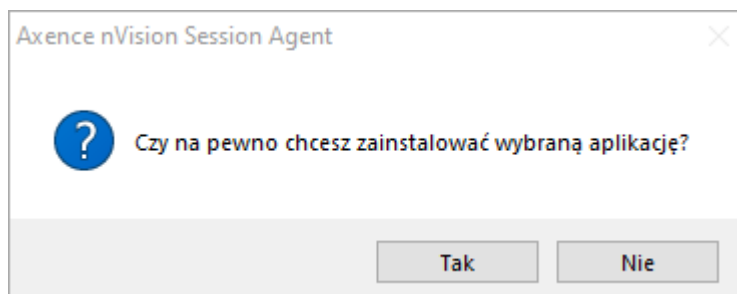 Axence nVision Session Agent
Czy na pewno chcesz zainstalować wybraną aplikację?
Tak
Nie